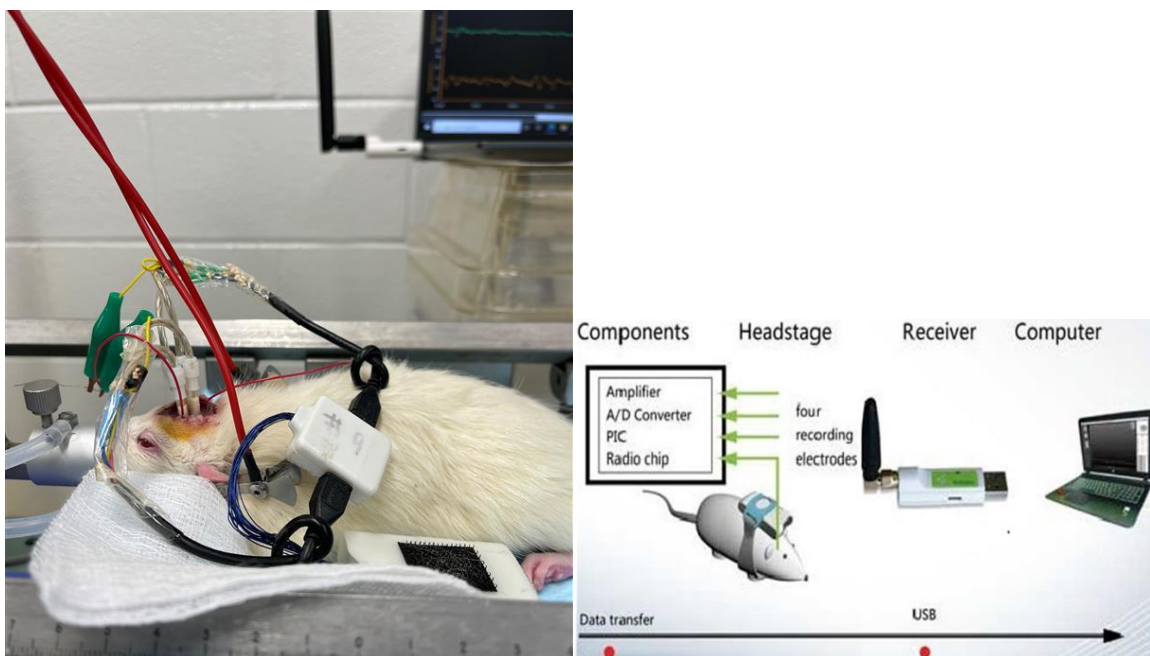 Components
Headstage
Receiver
Computer
Amplifier
A/D Converter
PIC
Radio chip
four
recording
electrodes
Data transfer
USB